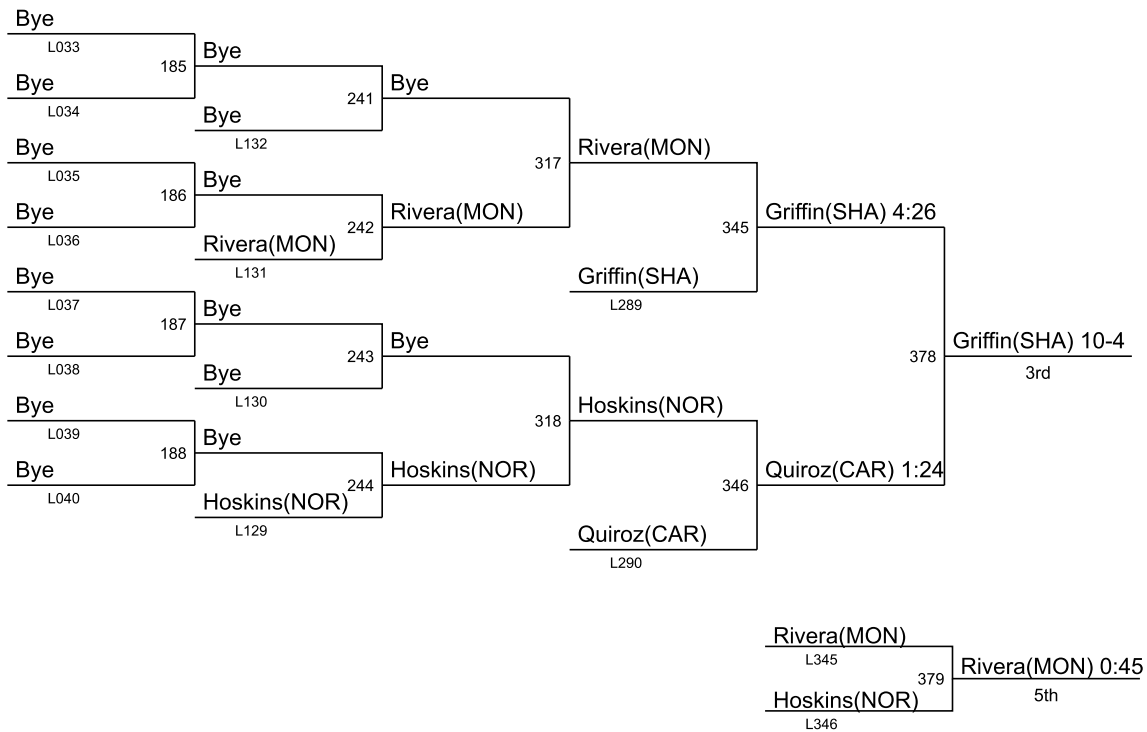 Bye
L033
185
Bye
L034
Bye
241
Bye
L132
Bye
Bye
L035
186
Bye
L036
Bye
242
Rivera(MON)
L131
Rivera(MON)
317
Rivera(MON)
345
Griffin(SHA)
L289
Griffin(SHA) 4:26
Bye
L037
187
Bye
L038
Bye
243
Bye
L130
Bye
Bye
L039
188
Bye
L040
Bye
244
Hoskins(NOR)
L129
Hoskins(NOR)
318
Hoskins(NOR)
346
Quiroz(CAR)
L290
Quiroz(CAR) 1:24
378
Griffin(SHA) 10-4
3rd
Rivera(MON)
L345
379
Hoskins(NOR)
L346
Rivera(MON) 0:45
5th